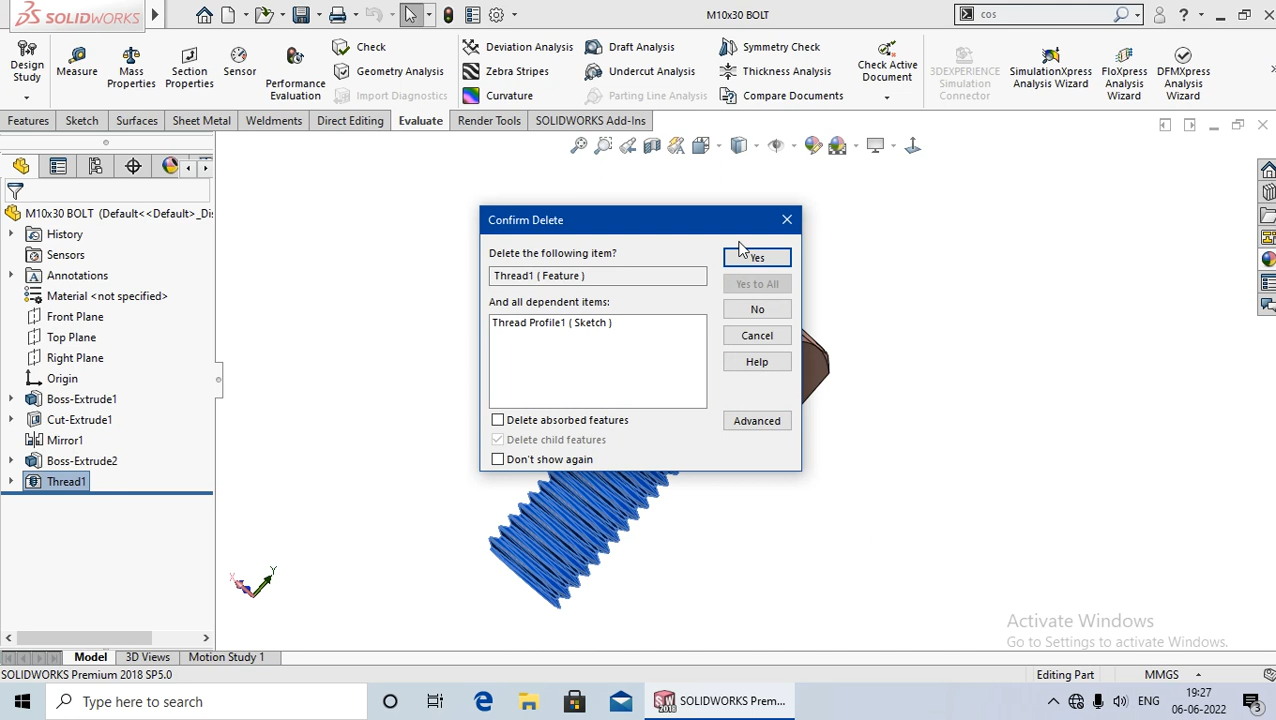 SOLIDWORKS
M10x30 BOLT
cos
Design Study
Measure
Mass Properties
Section Properties
Sensor
Performance Evaluation
Check
Geometry Analysis
Import Diagnostics
Deviation Analysis
Zebra Stripes
Curvature
Draft Analysis
Undercut Analysis
Parting Line Analysis
Symmetry Check
Thickness Analysis
Compare Documents
Check Active Document
3DEXPERIENCE Simulation Connector
SimulationXpress Analysis Wizard
FloXpress Analysis Wizard
DFMXpress Analysis Wizard
Features
Sketch
Surfaces
Sheet Metal
Weldments
Direct Editing
Evaluate
Render Tools
SOLIDWORKS Add-Ins
M10x30 BOLT (Default<<Default>_Di
History
Sensors
Annotations
Material <not specified>
Front Plane
Top Plane
Right Plane
Origin
Boss-Extrude1
Cut-Extrude1
Mirror1
Boss-Extrude2
Thread1
Confirm Delete
Delete the following item?
Thread1 ( Feature )
And all dependent items:
Thread Profile1 ( Sketch )
Yes
Yes to All
No
Cancel
Help
Advanced
Delete absorbed features
Delete child features
Don't show again
X
Y
Activate Windows
Go to Settings to activate Windows.
Model
3D Views
Motion Study 1
SOLIDWORKS Premium 2018 SP5.0
Editing Part
MMGS
Type here to search
SW 2018
SOLIDWORKS Prem...
ENG
19:27
06-06-2022
3